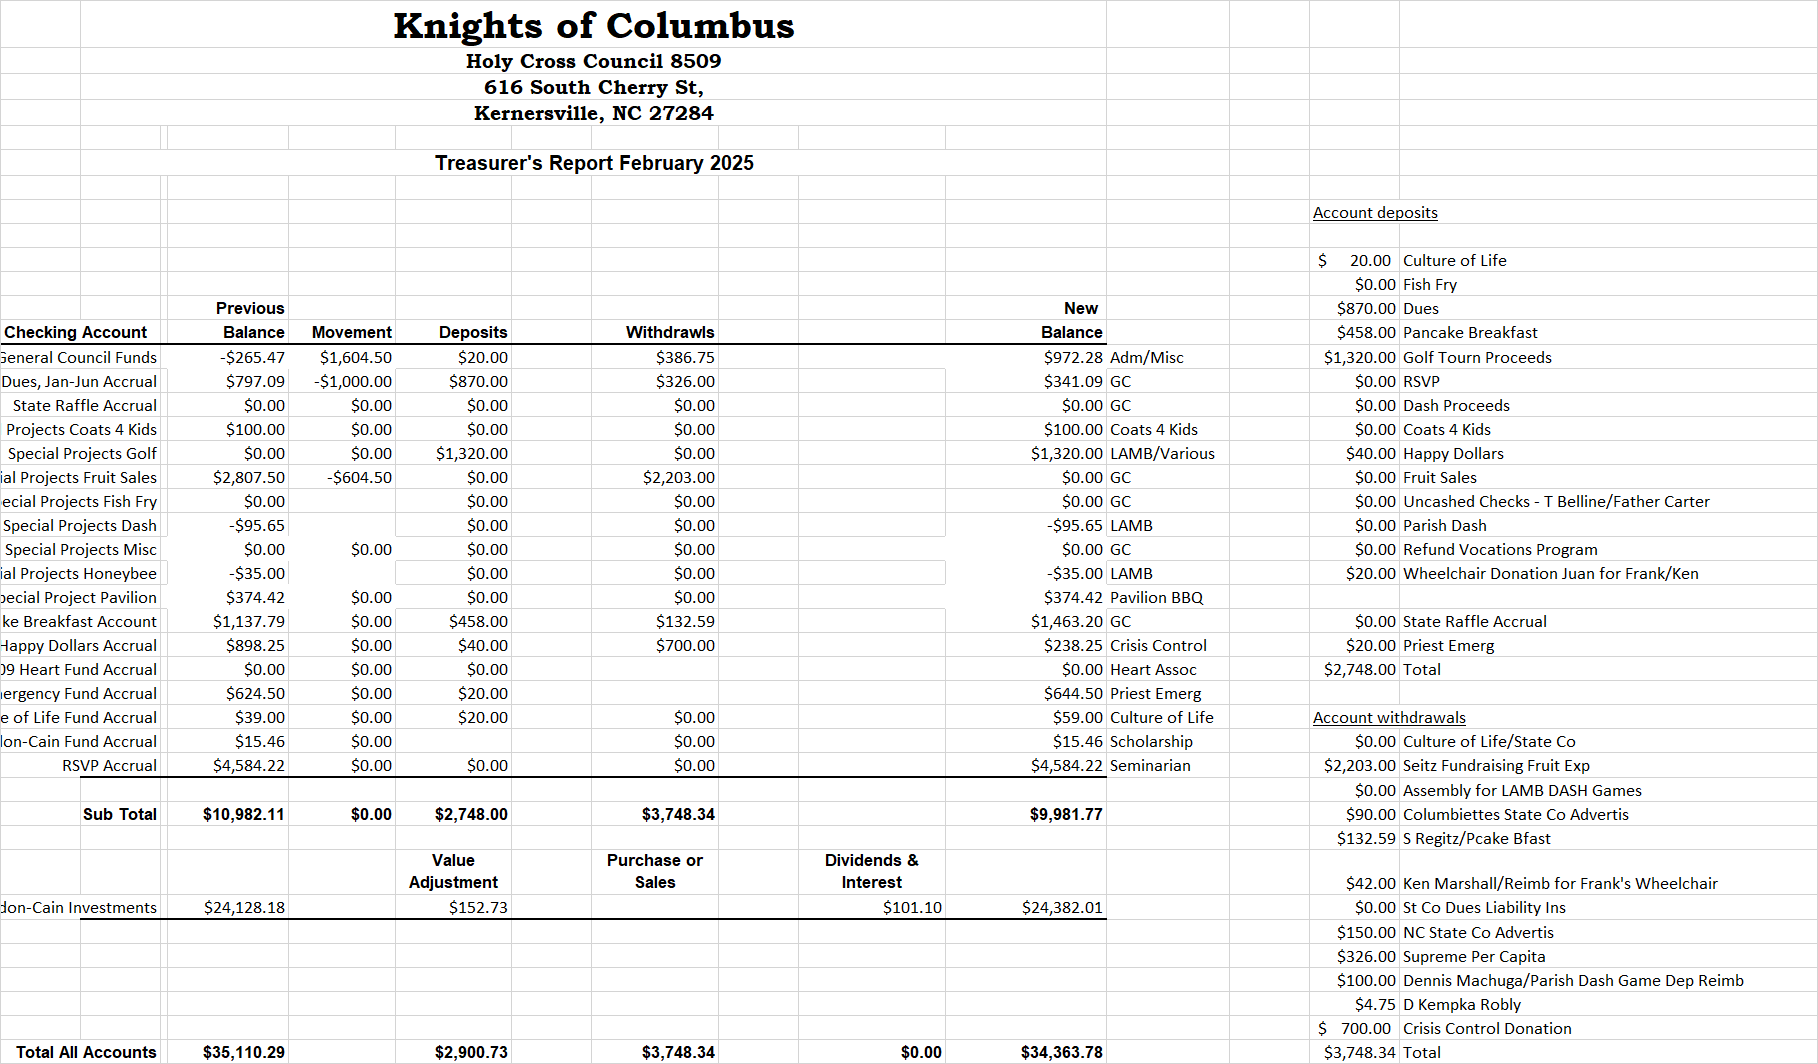 Knights of Columbus
Holy Cross Council 8509
616 South Cherry St,
Kernersville, NC 27284
Treasurer's Report February 2025
Previous New
Checking Account Balance Movement Deposits Withdrawls Balance
General Council Funds -$265.47 $1,604.50 $20.00 $386.75 $972.28 Adm/Misc
Dues, Jan-Jun Accrual $797.09 -$1,000.00 $870.00 $326.00 $341.09 GC
State Raffle Accrual $0.00 $0.00 $0.00 $0.00 $0.00 GC
Projects Coats 4 Kids $100.00 $0.00 $0.00 $0.00 $100.00 Coats 4 Kids
Special Projects Golf $0.00 $0.00 $1,320.00 $0.00 $1,320.00 LAMB/Various
ial Projects Fruit Sales $2,807.50 -$604.50 $0.00 $2,203.00 $0.00 GC
ecial Projects Fish Fry $0.00 $0.00 $0.00 $0.00 GC
Special Projects Dash -$95.65 $0.00 $0.00 -$95.65 LAMB
Special Projects Misc $0.00 $0.00 $0.00 $0.00 $0.00 GC
ial Projects Honeybee -$35.00 $0.00 $0.00 -$35.00 LAMB
pecial Project Pavilion $374.42 $0.00 $0.00 $0.00 $374.42 Pavilion BBQ
ke Breakfast Account $1,137.79 $0.00 $458.00 $132.59 $1,463.20 GC
Happy Dollars Accrual $898.25 $0.00 $40.00 $700.00 $238.25 Crisis Control
09 Heart Fund Accrual $0.00 $0.00 $0.00 $0.00 Heart Assoc
ergency Fund Accrual $624.50 $0.00 $20.00 $644.50 Priest Emerg
e of Life Fund Accrual $39.00 $0.00 $20.00 $0.00 $59.00 Culture of Life
don-Cain Fund Accrual $15.46 $0.00 $0.00 $15.46 Scholarship
RSVP Accrual $4,584.22 $0.00 $0.00 $0.00 $4,584.22 Seminarian
Sub Total $10,982.11 $0.00 $2,748.00 $3,748.34 $9,981.77
Value Purchase or Dividends &
Adjustment Sales Interest
don-Cain Investments $24,128.18 $152.73 $101.10 $24,382.01
Total All Accounts $35,110.29 $2,900.73 $3,748.34 $0.00 $34,363.78
Account deposits
$ 20.00 Culture of Life
$0.00 Fish Fry
$870.00 Dues
$458.00 Pancake Breakfast
$1,320.00 Golf Tourn Proceeds
$0.00 RSVP
$0.00 Dash Proceeds
$0.00 Coats 4 Kids
$40.00 Happy Dollars
$0.00 Fruit Sales
$0.00 Uncashed Checks - T Belline/Father Carter
$0.00 Parish Dash
$0.00 Refund Vocations Program
$20.00 Wheelchair Donation Juan for Frank/Ken
$0.00 State Raffle Accrual
$20.00 Priest Emerg
$2,748.00 Total
Account withdrawals
$0.00 Culture of Life/State Co
$2,203.00 Seitz Fundraising Fruit Exp
$0.00 Assembly for LAMB DASH Games
$90.00 Columbiettes State Co Advertis
$132.59 S Regitz/Pcake Bfast
$42.00 Ken Marshall/Reimb for Frank's Wheelchair
$0.00 St Co Dues Liability Ins
$150.00 NC State Co Advertis
$326.00 Supreme Per Capita
$100.00 Dennis Machuga/Parish Dash Game Dep Reimb
$4.75 D Kempka Robly
$ 700.00 Crisis Control Donation
$3,748.34 Total